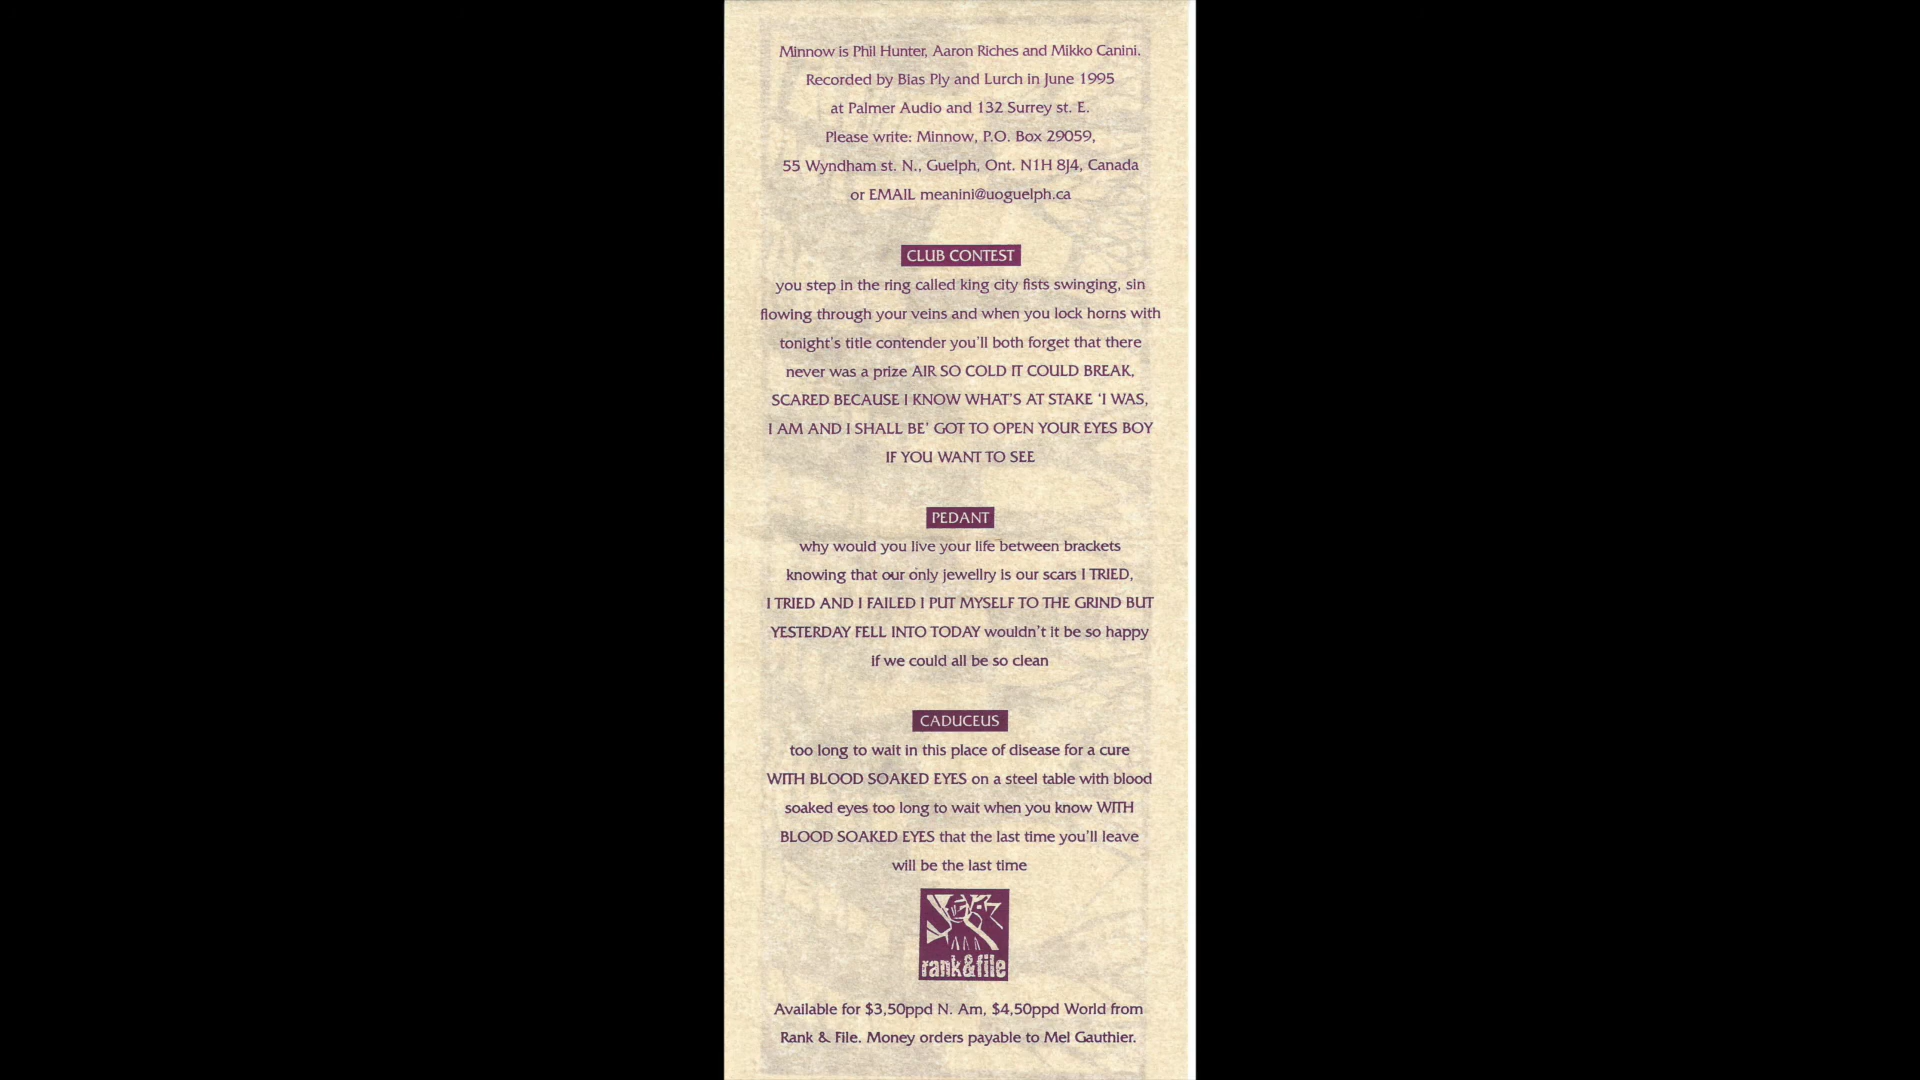 Minnow is Phil Hunter, Aaron Riches and Mikko Canini.
Recorded by Bias Ply and Lurch in June 1995
at Palmer Audio and 132 Surrey st. E.
Please write: Minnow, P.O. Box 29059,
55 Wyndham st. N., Guelph, Ont. N1H 8J4, Canada
or EMAIL meanini@uoguelph.ca
CLUB CONTEST
you step in the ring called king city fists swinging, sin
flowing through your veins and when you lock horns with
tonight's title contender you'll both forget that there
never was a prize AIR SO COLD IT COULD BREAK,
SCARED BECAUSE I KNOW WHAT'S AT STAKE 'I WAS,
I AM AND I SHALL BE' GOT TO OPEN YOUR EYES BOY
IF YOU WANT TO SEE
PEDANT
why would you live your life between brackets
knowing that our only jewellry is our scars I TRIED,
I TRIED AND I FAILED I PUT MYSELF TO THE GRIND BUT
YESTERDAY FELL INTO TODAY wouldn't it be so happy
if we could all be so clean
CADUCEUS
too long to wait in this place of disease for a cure
WITH BLOOD SOAKED EYES on a steel table with blood
soaked eyes too long to wait when you know WITH
BLOOD SOAKED EYES that the last time you'll leave
will be the last time
rank&file
Available for $3,50ppd N. Am, $4,50ppd World from
Rank & File. Money orders payable to Mel Gauthier.